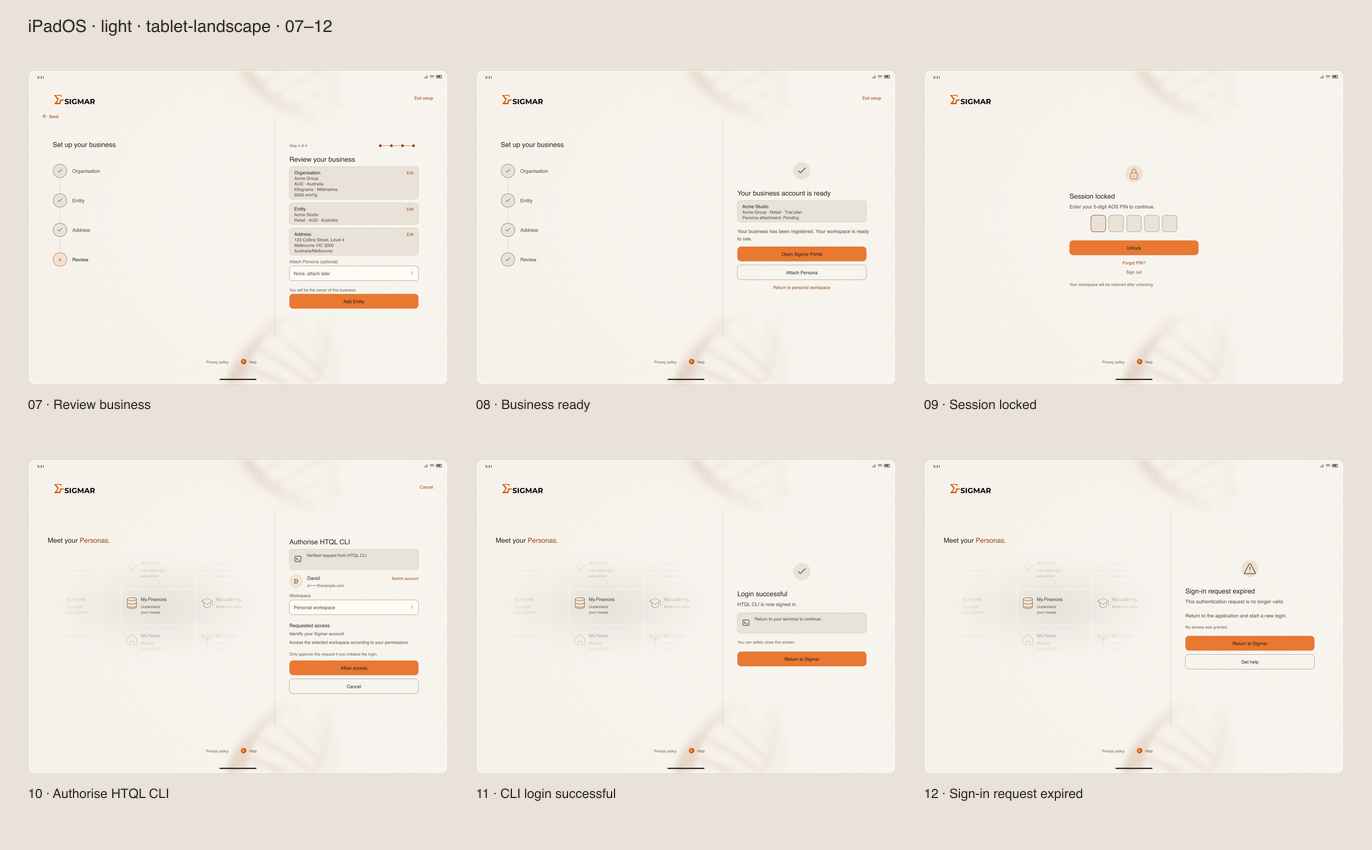 iPadOS · light · tablet-landscape · 07–12
9:41
SIGMAR
Exit setup
Back
Set up your business
Organisation
Entity
Address
4
Review
Step 4 of 4
Review your business
Organisation
Edit
Acme Group
AUD · Australia
Kilograms · Millimetres
Entity
Edit
Acme Studio
Retail · AUD · Australia
Address
Edit
123 Collins Street, Level 4
Melbourne VIC 3000
Australia/Melbourne
Attach Persona (optional)
None, attach later
You will be the owner of this business.
Add Entity
Privacy policy
Help
07 · Review business
9:41
SIGMAR
Exit setup
Set up your business
Organisation
Entity
Address
Review
Your business account is ready
Acme Studio
Acme Group · Retail · Trial plan
Persona attachment: Pending
Your business has been registered. Your workspace is ready
to use.
Open Sigmar Portal
Attach Persona
Return to personal workspace
Privacy policy
Help
08 · Business ready
9:41
SIGMAR
Session locked
Enter your 5-digit AOS PIN to continue.
Unlock
Forgot PIN?
Sign out
Your workspace will be restored after unlocking.
Privacy policy
Help
09 · Session locked
9:41
SIGMAR
Cancel
Meet your Personas.
My Finances
Understand
your money
My Learning
My Home
Authorise HTQL CLI
Verified request from HTQL CLI
D
David
Switch account
Workspace
Personal workspace
Requested access
Identify your Sigmar account.
Access the selected workspace according to your permissions.
Only approve this request if you initiated the login.
Allow access
Cancel
Privacy policy
Help
10 · Authorise HTQL CLI
9:41
SIGMAR
Meet your Personas.
My Finances
Understand
your money
My Learning
My Home
Login successful
HTQL CLI is now signed in.
Return to your terminal to continue.
You can safely close this screen.
Return to Sigmar
Privacy policy
Help
11 · CLI login successful
9:41
SIGMAR
Meet your Personas.
My Finances
Understand
your money
My Learning
My Home
Sign-in request expired
This authentication request is no longer valid.
Return to the application and start a new login.
No access was granted.
Return to Sigmar
Get help
Privacy policy
Help
12 · Sign-in request expired